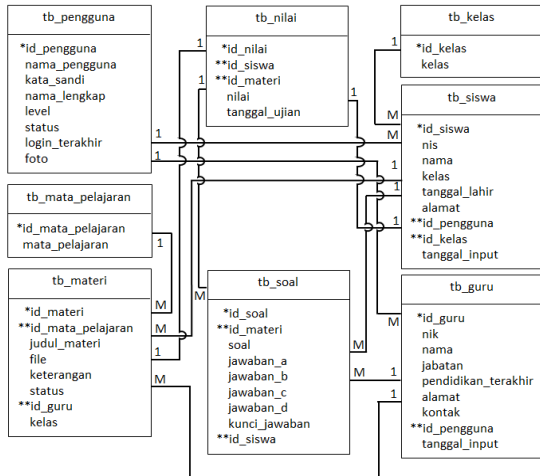 tb_pengguna
*id_pengguna
nama_pengguna
kata_sandi
nama_lengkap
level
status
login_terakhir
foto
1
1
tb_nilai
*id_nilai
**id_siswa
**id_materi
nilai
tanggal_ujian
1
1
1
tb_kelas
*id_kelas
kelas
1
tb_siswa
*id_siswa
nis
nama
kelas
tanggal_lahir
alamat
**id_pengguna
**id_kelas
tanggal_input
M
M
1
1
1
tb_mata_pelajaran
*id_mata_pelajaran
mata_pelajaran
1
tb_materi
*id_materi
**id_mata_pelajaran
judul_materi
file
keterangan
status
**id_guru
kelas
M
M
1
M
tb_soal
*id_soal
**id_materi
soal
jawaban_a
jawaban_b
jawaban_c
jawaban_d
kunci_jawaban
**id_siswa
M
M
M
tb_guru
*id_guru
nik
nama
jabatan
pendidikan_terakhir
alamat
kontak
**id_pengguna
tanggal_input
M
1
1